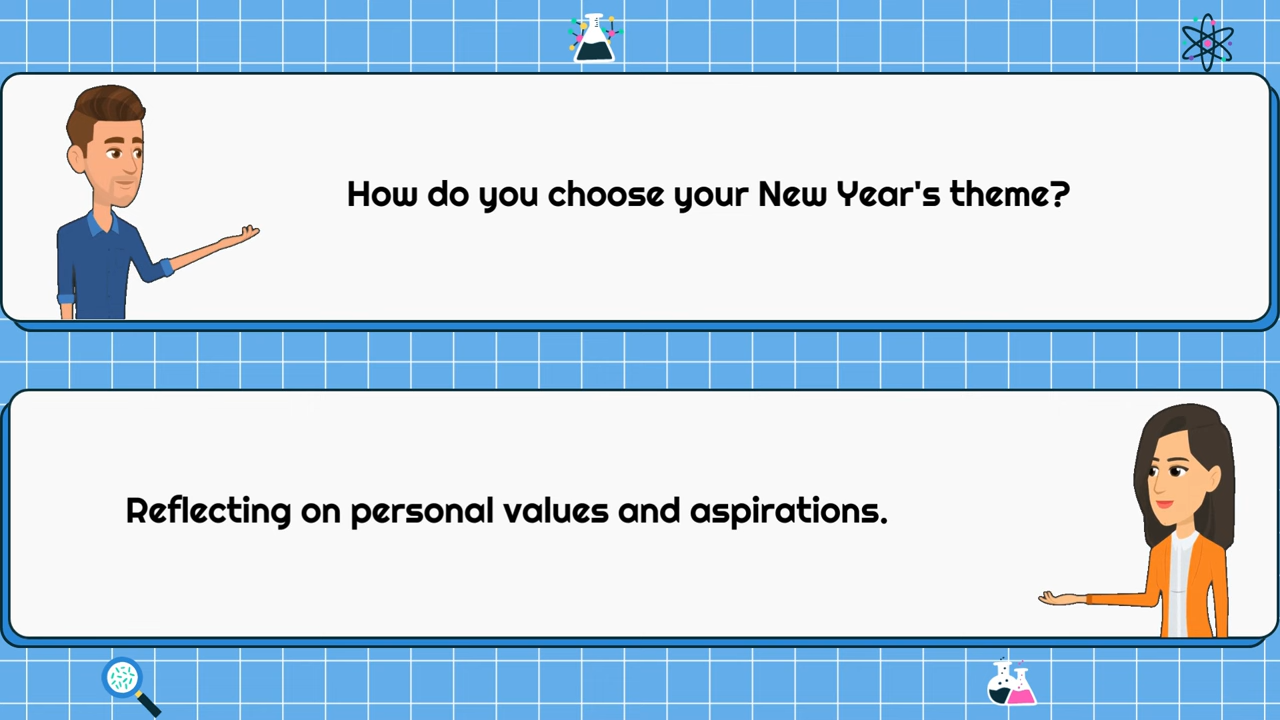 How do you choose your New Year's theme?
Reflecting on personal values and aspirations.